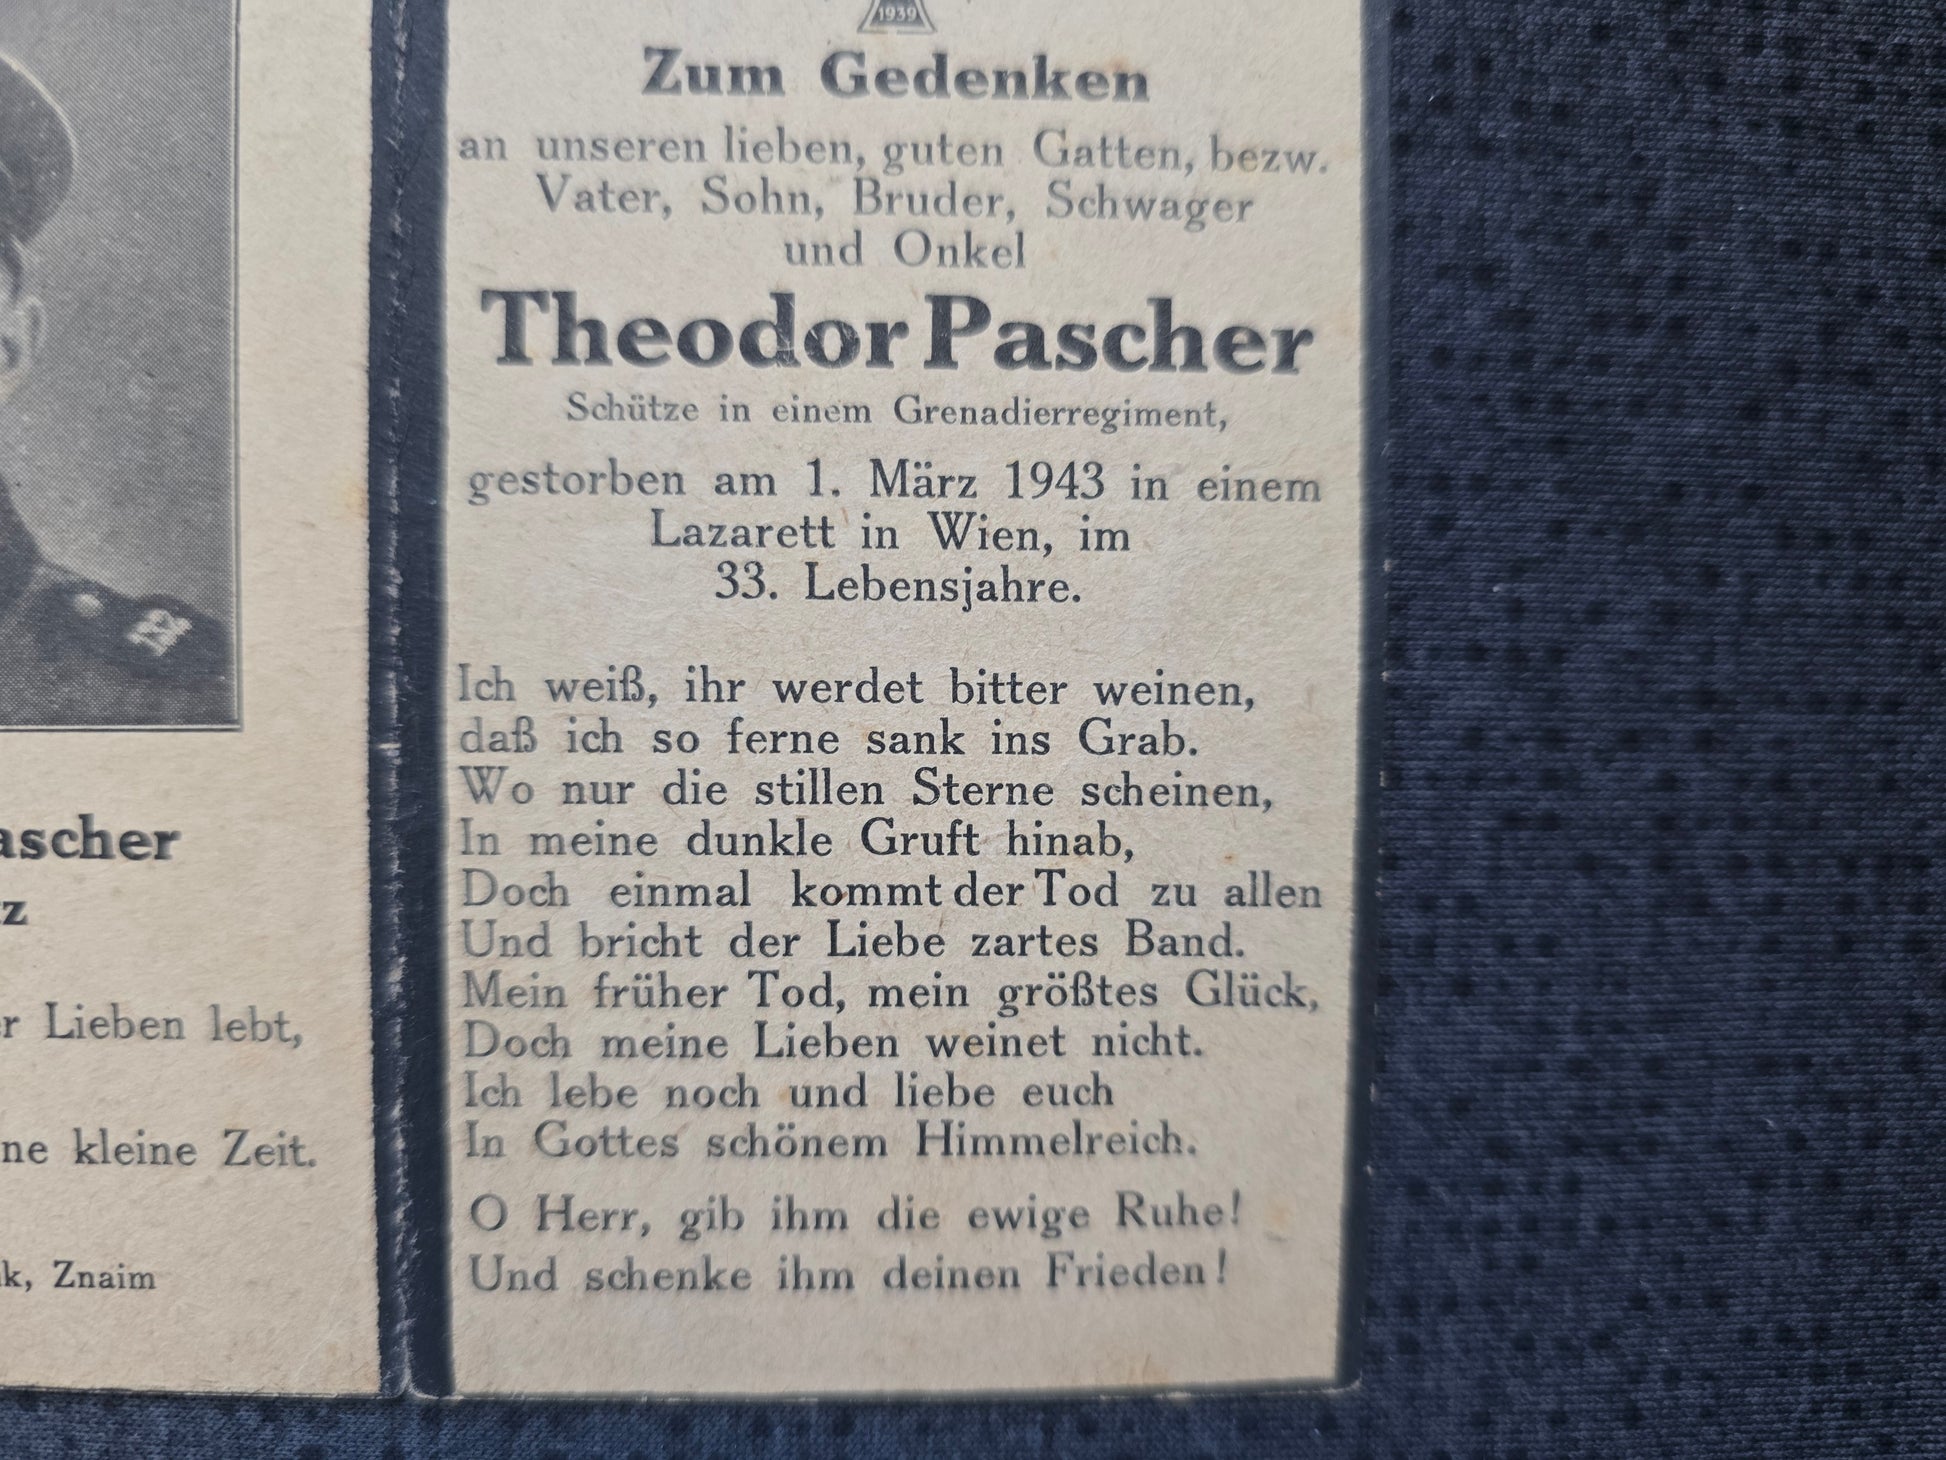 ascher
z
r Lieben lebt,
ne kleine Zeit.
k, Znaim
132
1939
Zum Gedenken
an unseren lieben, guten Gatten, bezw.
Vater, Sohn, Bruder, Schwager
und Onkel
Theodor Pascher
Schütze in einem Grenadierregiment,
gestorben am 1. März 1943 in einem
Lazarett in Wien, im
33. Lebensjahre.
Ich weiß, ihr werdet bitter weinen,
daß ich so ferne sank ins Grab.
Wo nur die stillen Sterne scheinen,
In meine dunkle Gruft hinab,
Doch einmal kommt der Tod zu allen
Und bricht der Liebe zartes Band.
Mein früher Tod, mein größtes Glück,
Doch meine Lieben weinet nicht.
Ich lebe noch und liebe euch
In Gottes schönem Himmelreich.
O Herr, gib ihm die ewige Ruhe!
Und schenke ihm deinen Frieden!